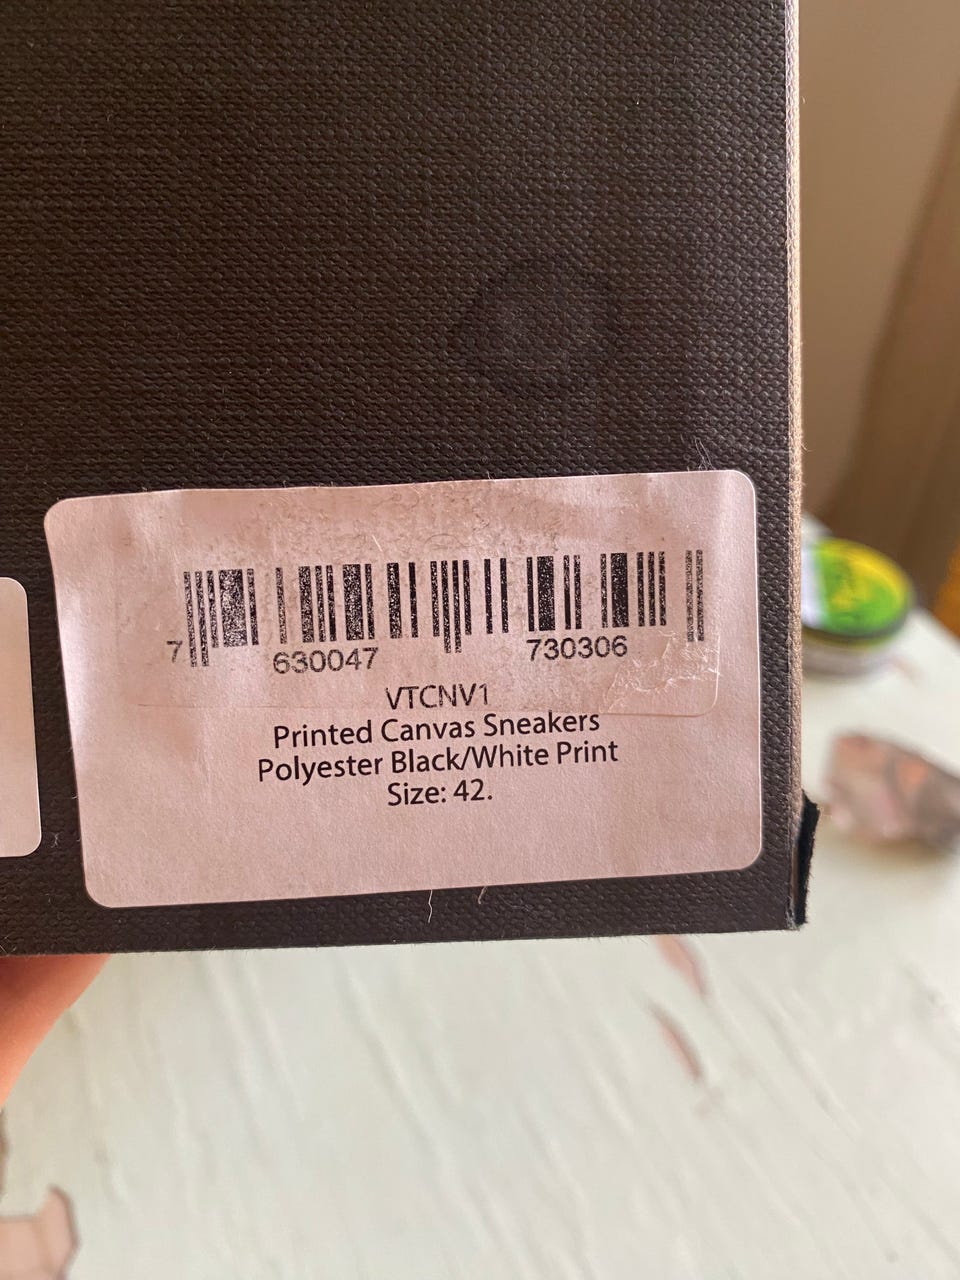 7 630047 730306
VTCNV1
Printed Canvas Sneakers
Polyester Black/White Print
Size: 42.